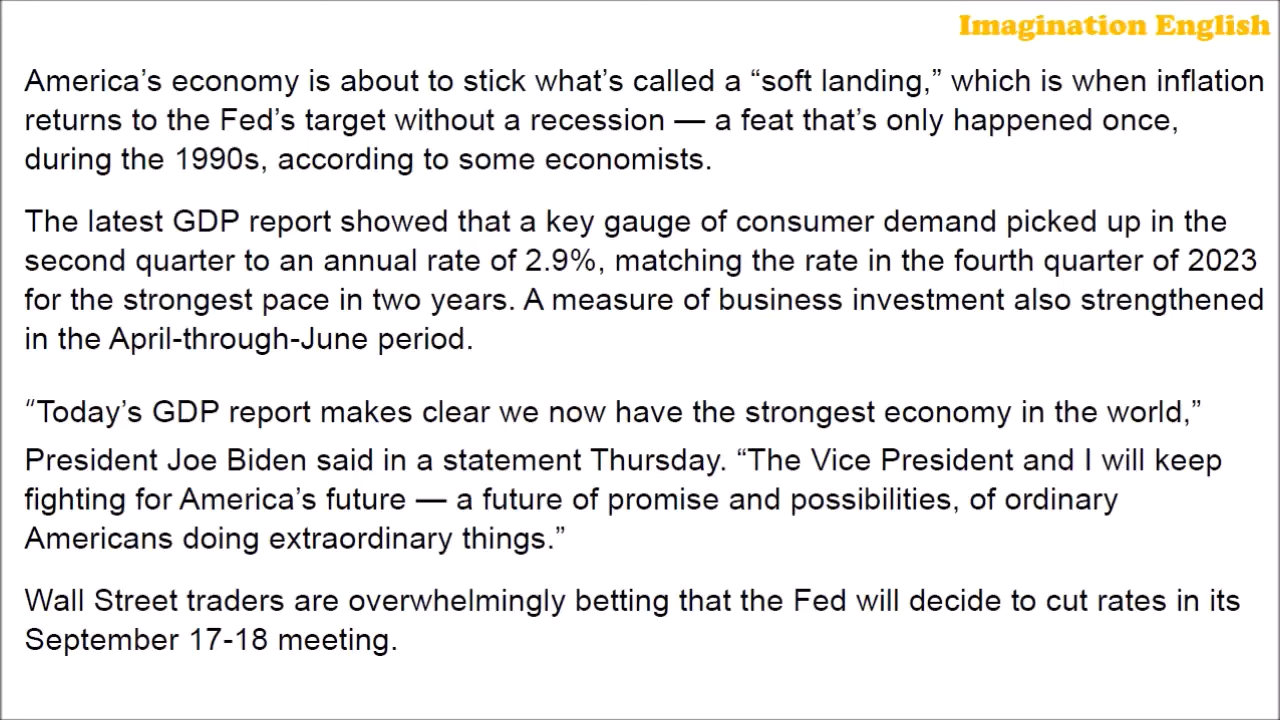 Imagination English
America’s economy is about to stick what’s called a “soft landing,” which is when inflation
returns to the Fed’s target without a recession — a feat that’s only happened once,
during the 1990s, according to some economists.
The latest GDP report showed that a key gauge of consumer demand picked up in the
second quarter to an annual rate of 2.9%, matching the rate in the fourth quarter of 2023
for the strongest pace in two years. A measure of business investment also strengthened
in the April-through-June period.
“Today’s GDP report makes clear we now have the strongest economy in the world,”
President Joe Biden said in a statement Thursday. “The Vice President and I will keep
fighting for America’s future — a future of promise and possibilities, of ordinary
Americans doing extraordinary things.”
Wall Street traders are overwhelmingly betting that the Fed will decide to cut rates in its
September 17-18 meeting.